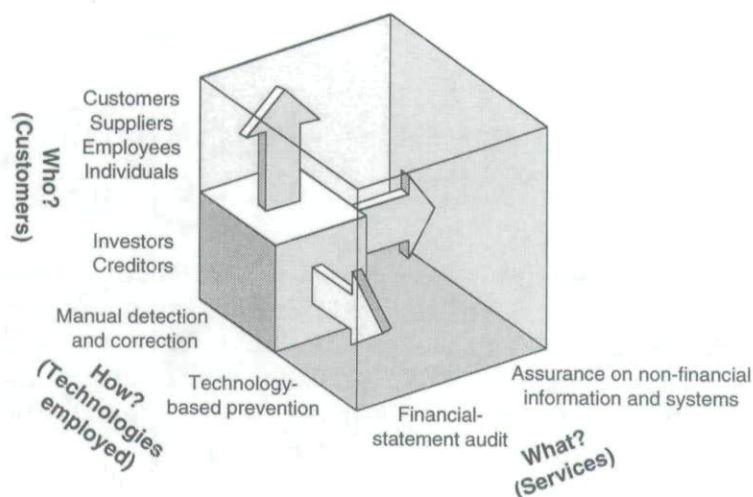 Customers
Suppliers
Employees
Individuals
Who?
(Customers)
Investors
Creditors
Manual detection
and correction
How?
(Technologies
employed)
Technology-
based prevention
Financial-
statement audit
What?
(Services)
Assurance on non-financial
information and systems